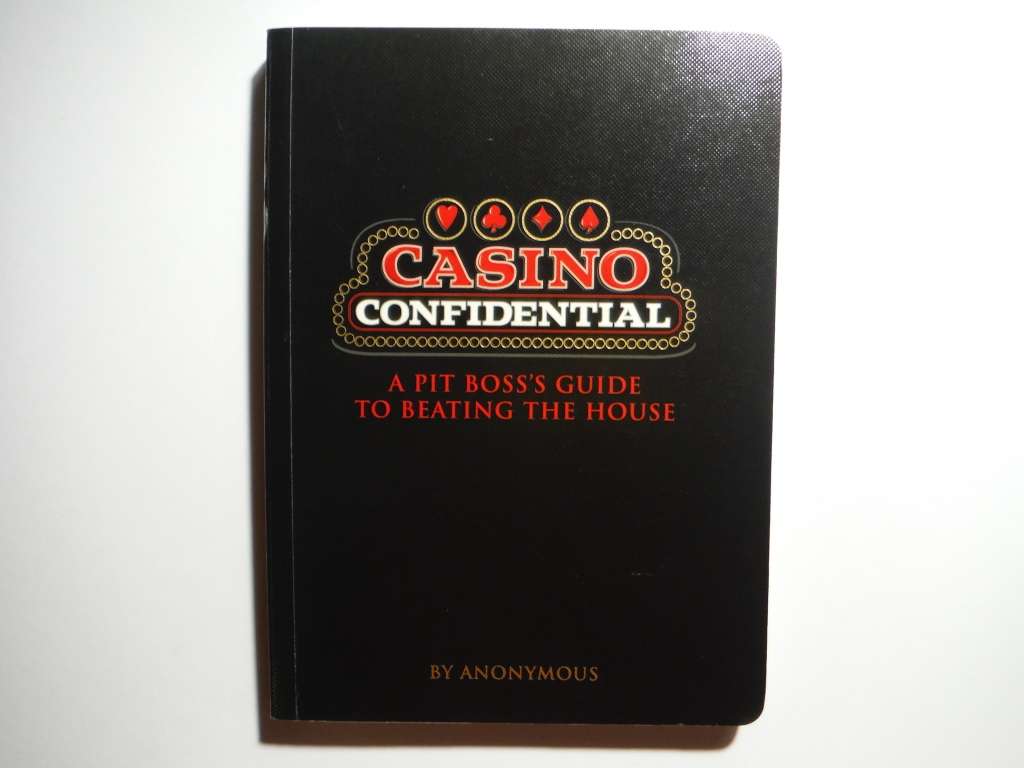 CASINO
CONFIDENTIAL
A PIT BOSS'S GUIDE
TO BEATING THE HOUSE
BY ANONYMOUS